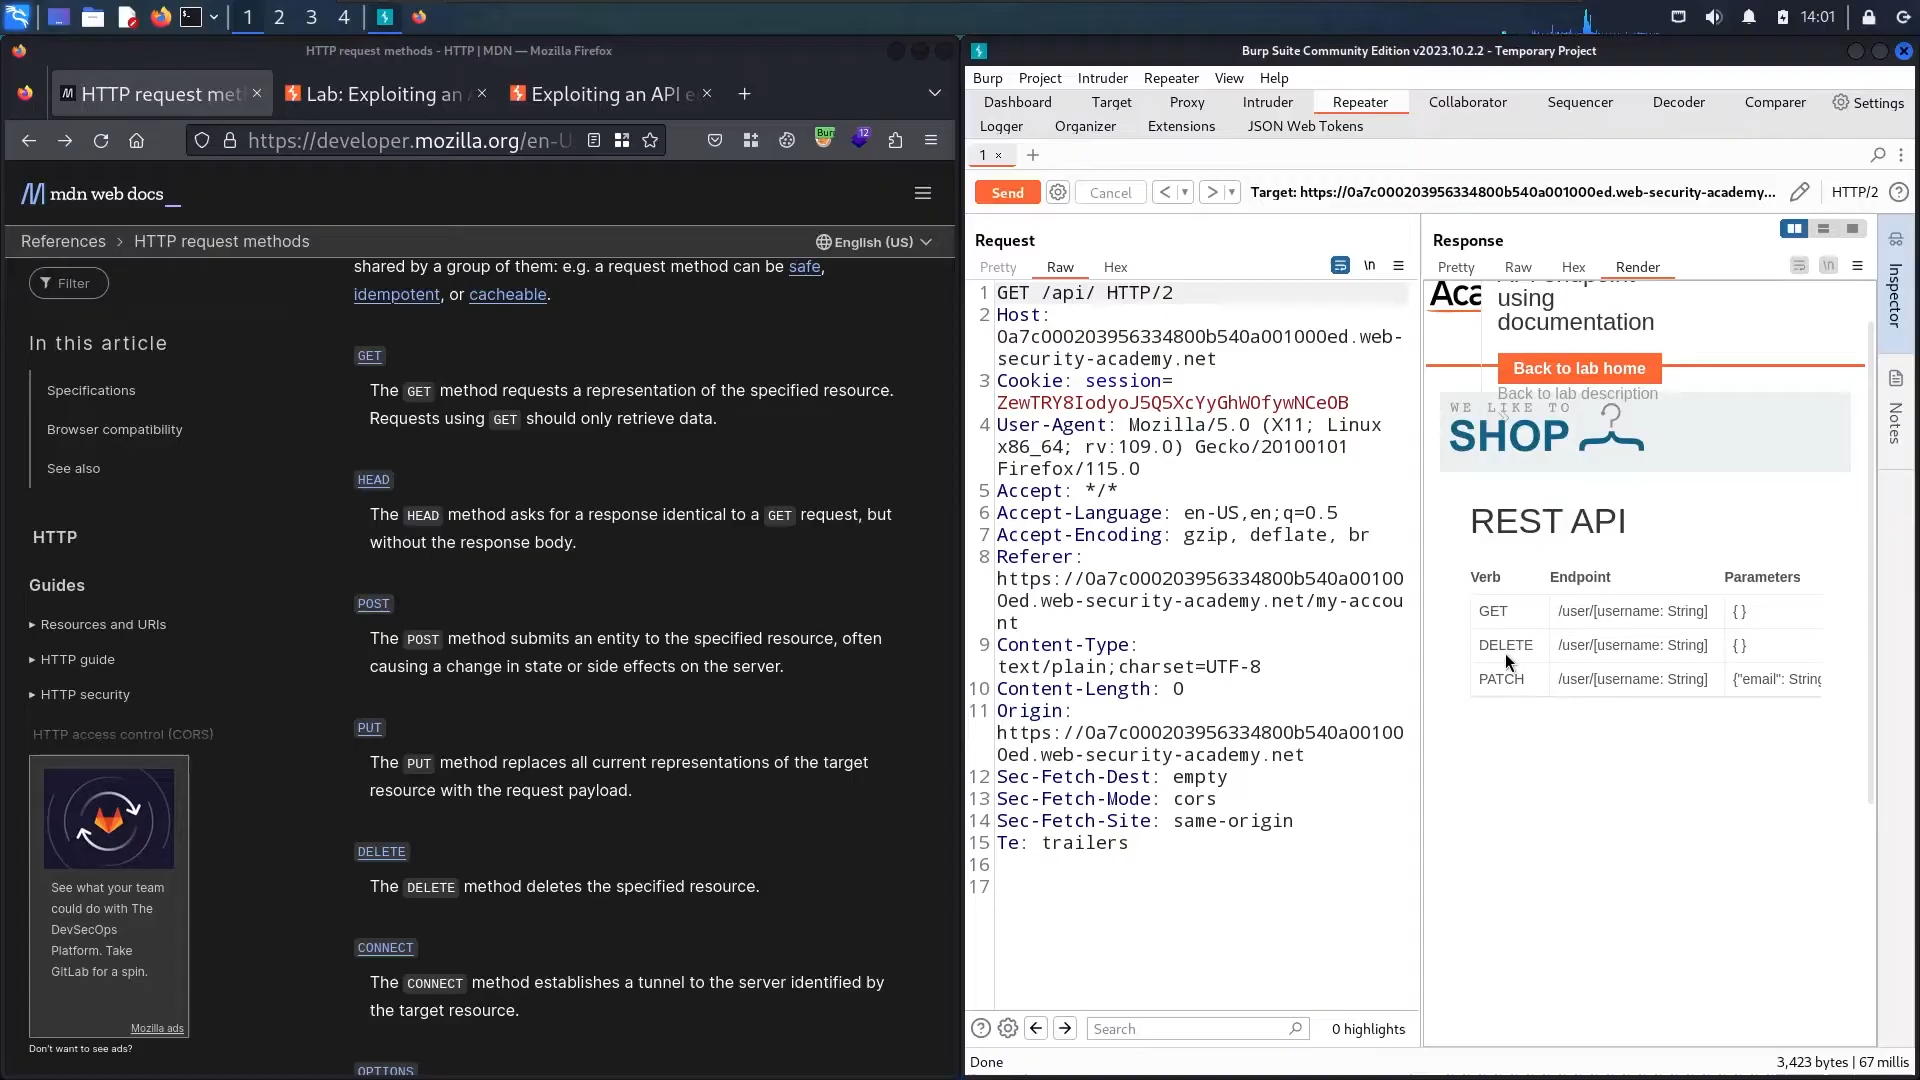 1
2
3
4
14:01
HTTP request methods - HTTP | MDN — Mozilla Firefox
HTTP request met
Lab: Exploiting an
Exploiting an API e
https://developer.mozilla.org/en-U
Bur
12
mdn web docs_
References > HTTP request methods
English (US)
Filter
In this article
Specifications
Browser compatibility
See also
HTTP
Guides
Resources and URIs
HTTP guide
HTTP security
HTTP access control (CORS)
See what your team
could do with The
DevSecOps
Platform. Take
GitLab for a spin.
Mozilla ads
Don't want to see ads?
shared by a group of them: e.g. a request method can be safe,
idempotent, or cacheable.
GET
The GET method requests a representation of the specified resource.
Requests using GET should only retrieve data.
HEAD
The HEAD method asks for a response identical to a GET request, but
without the response body.
POST
The POST method submits an entity to the specified resource, often
causing a change in state or side effects on the server.
PUT
The PUT method replaces all current representations of the target
resource with the request payload.
DELETE
The DELETE method deletes the specified resource.
CONNECT
The CONNECT method establishes a tunnel to the server identified by
the target resource.
OPTIONS
Burp Suite Community Edition v2023.10.2.2 - Temporary Project
Burp Project Intruder Repeater View Help
Dashboard Target Proxy Intruder Repeater Collaborator Sequencer Decoder Comparer Settings
Logger Organizer Extensions JSON Web Tokens
1 × +
Send Cancel < > Target: https://0a7c000203956334800b540a001000ed.web-security-academy... HTTP/2
Request
Pretty Raw Hex \n
1 GET /api/ HTTP/2
2 Host:
0a7c000203956334800b540a001000ed.web-
security-academy.net
3 Cookie: session=
ZewTRY8IodyoJ5Q5XcYyGhWOfywNCeOB
4 User-Agent: Mozilla/5.0 (X11; Linux
x86_64; rv:109.0) Gecko/20100101
Firefox/115.0
5 Accept: */*
6 Accept-Language: en-US,en;q=0.5
7 Accept-Encoding: gzip, deflate, br
8 Referer:
https://0a7c000203956334800b540a00100
0ed.web-security-academy.net/my-accou
nt
9 Content-Type:
text/plain;charset=UTF-8
10 Content-Length: 0
11 Origin:
https://0a7c000203956334800b540a00100
0ed.web-security-academy.net
12 Sec-Fetch-Dest: empty
13 Sec-Fetch-Mode: cors
14 Sec-Fetch-Site: same-origin
15 Te: trailers
16
17
Search
0 highlights
Response
Pretty Raw Hex Render \n
Aca
using
documentation
Back to lab home
Back to lab description
WE LIKE TO
SHOP
REST API
Verb Endpoint Parameters
GET /user/[username: String] { }
DELETE /user/[username: String] { }
PATCH /user/[username: String] {"email": String
Inspector
Notes
Done
3,423 bytes | 67 millis